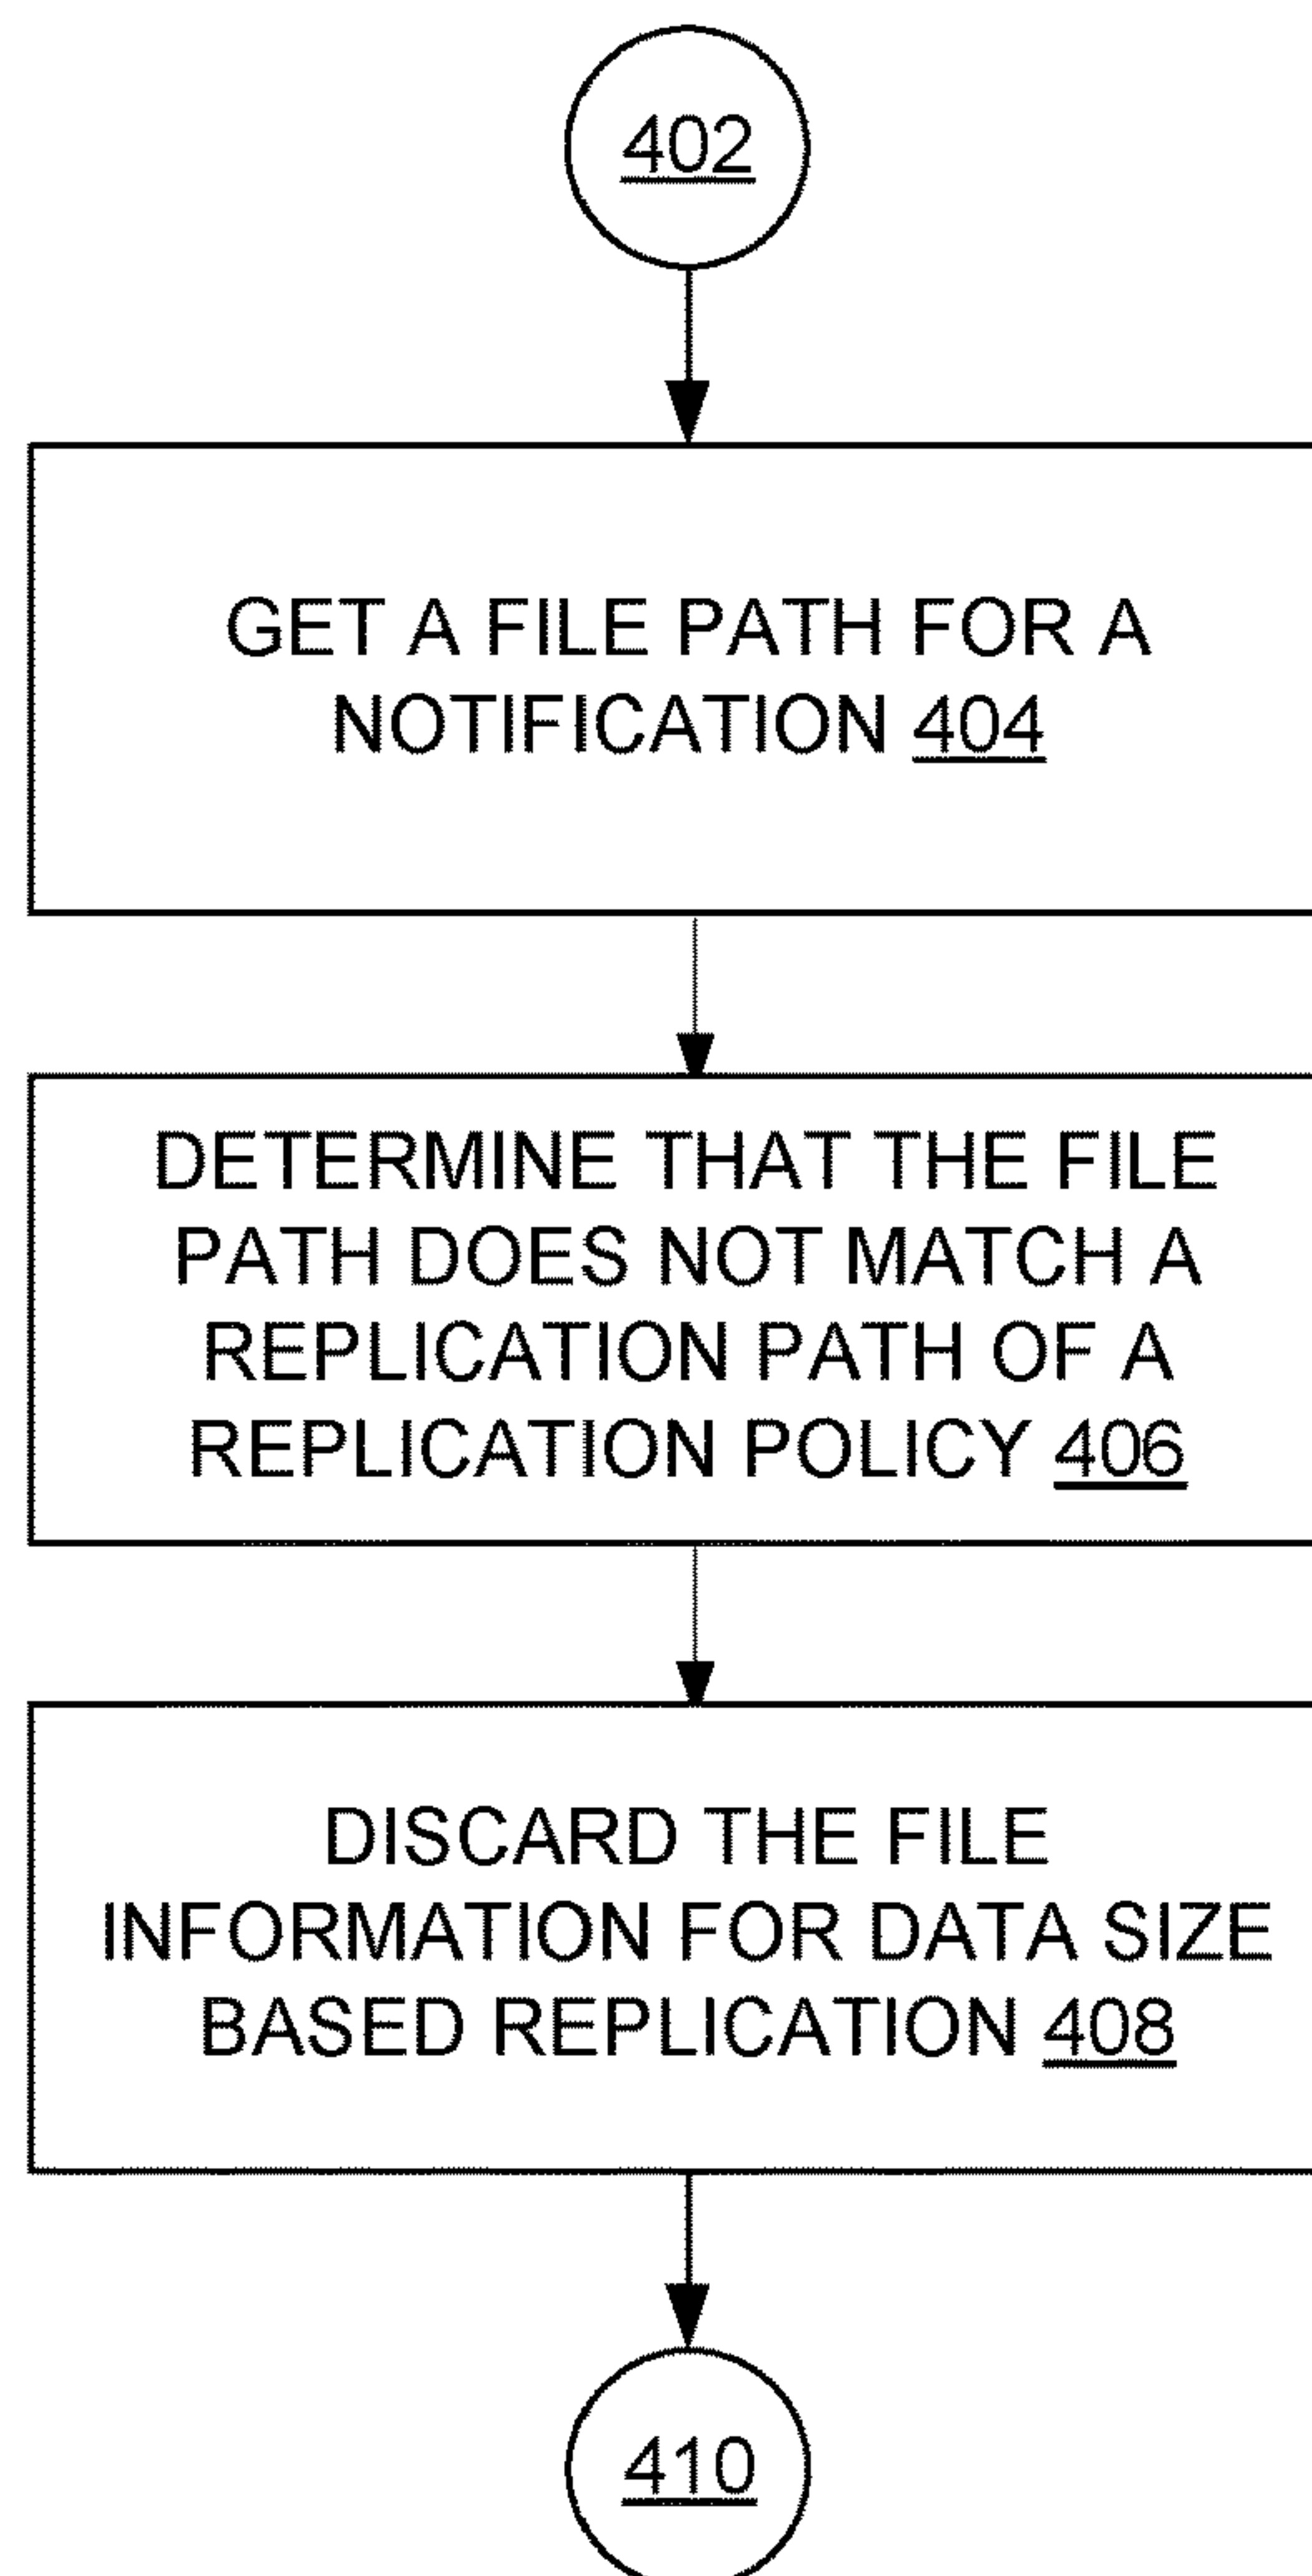 402
GET A FILE PATH FOR A
NOTIFICATION 404
DETERMINE THAT THE FILE
PATH DOES NOT MATCH A
REPLICATION PATH OF A
REPLICATION POLICY 406
DISCARD THE FILE
INFORMATION FOR DATA SIZE
BASED REPLICATION 408
410